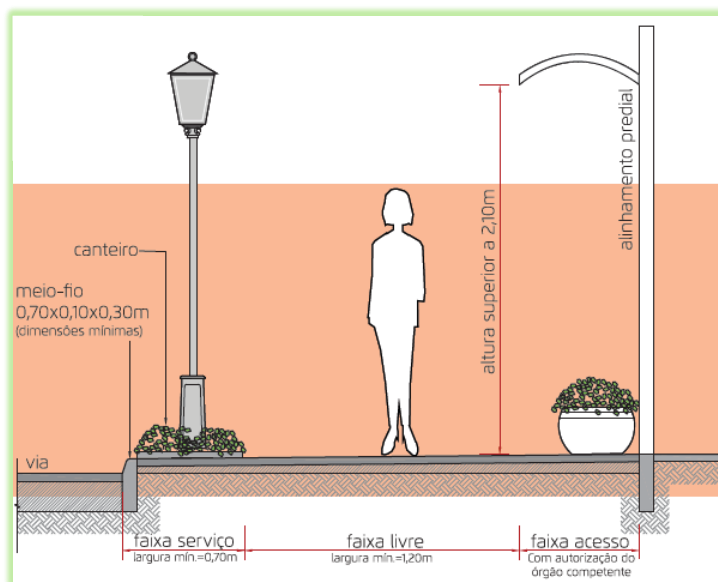 canteiro
meio-fio
0,70x0,10x0,30m
(dimensões mínimas)
via
altura superior a 2,10m
alinhamento predial
faixa serviço
largura mín.=0,70m
faixa livre
largura mín.=1,20m
faixa acesso
Com autorização do
órgão competente